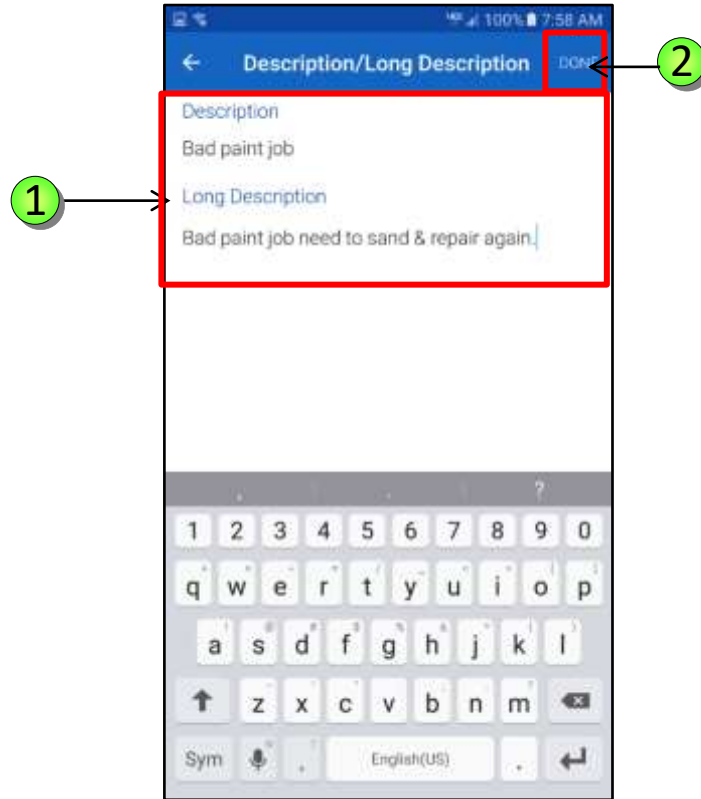 100% 7:58 AM
Description/Long Description DONE
2
Description
Bad paint job
1
Long Description
Bad paint job need to sand & repair again.
, . ?
1 2 3 4 5 6 7 8 9 0
q w e r t y u i o p
a s d f g h j k l
z x c v b n m
Sym , English(US) .